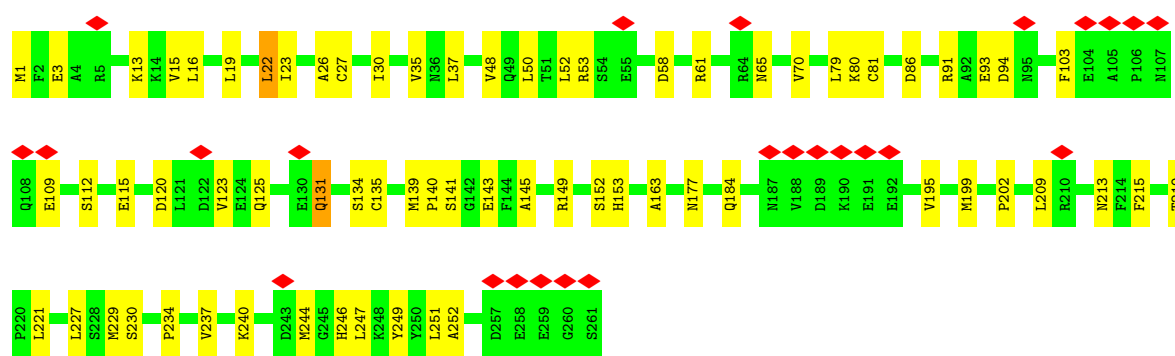 M1 F2 E3 A4 R5 K13 K14 V15 L16 L19 L22 I23 A26 C27 I30 V35 N36 L37 V48 Q49 L50 T51 L52 R53 S54 E55 D58 R61 R64 N65 V70 L79 K80 C81 D86 R91 A92 E93 D94 N95 F103 E104 A105 P106 N107
Q108 E109 S112 E115 D120 L121 D122 V123 E124 Q125 E130 Q131 S134 C135 M139 P140 S141 G142 E143 F144 A145 R149 S152 H153 A163 N177 Q184 N187 V188 D189 K190 E191 E192 V195 M199 P202 L209 R210 N213 F214 F215
P220 L221 L227 S228 M229 S230 P234 V237 K240 D243 M244 G245 H246 L247 K248 Y249 Y250 L251 A252 D257 E258 E259 G260 S261